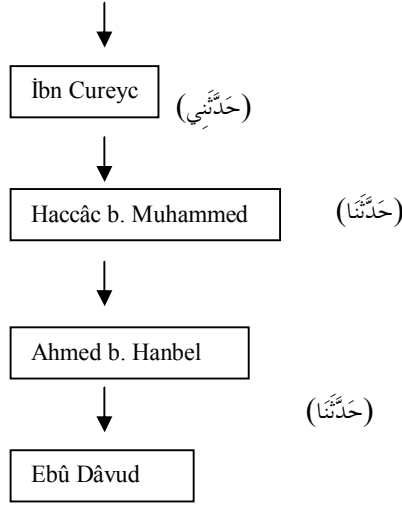 İbn Cureyc
(حَدَّثَنِي)
Haccâc b. Muhammed
(حَدَّثَنَا)
Ahmed b. Hanbel
(حَدَّثَنَا)
Ebû Dâvud